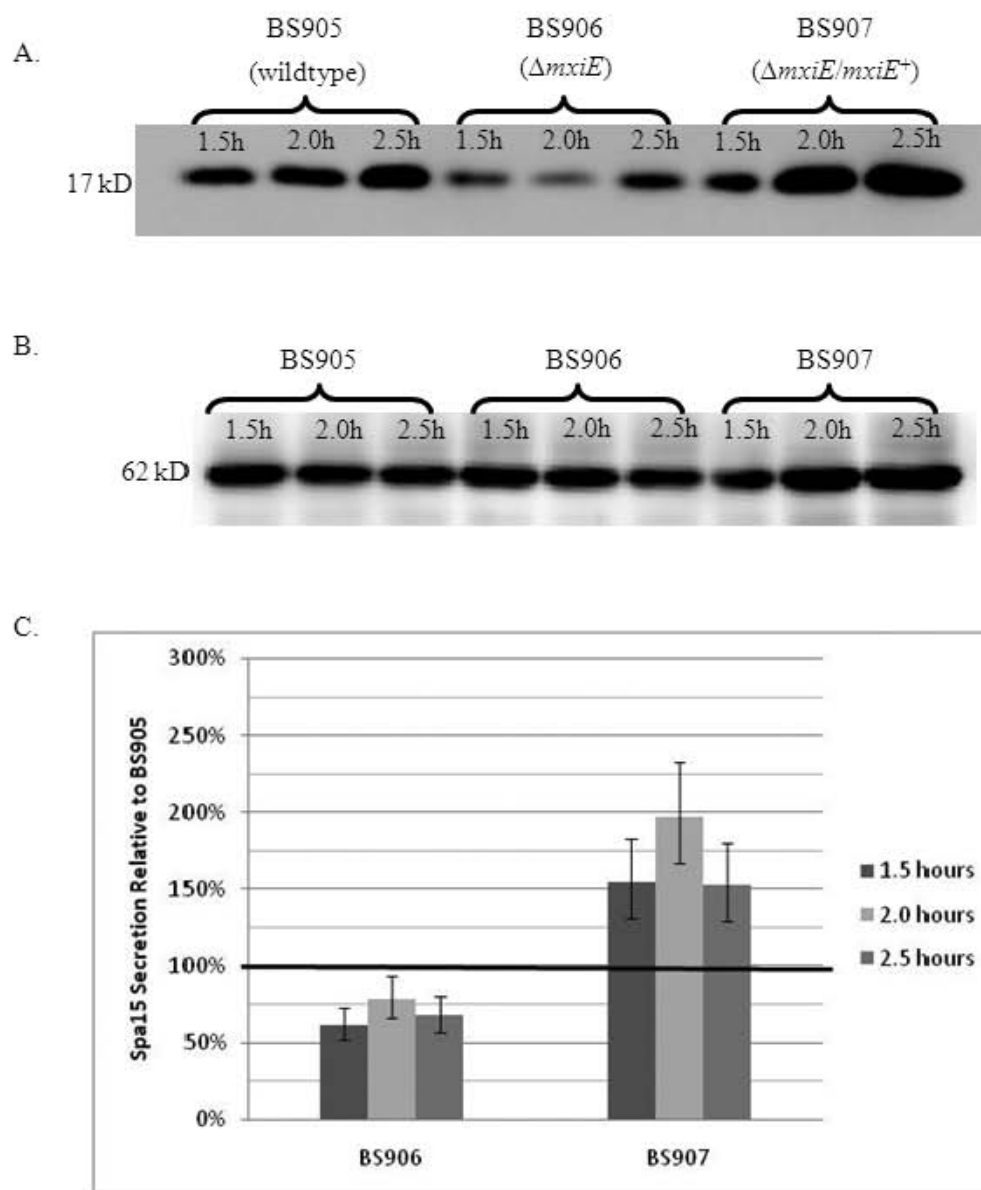 A.
BS905
(wildtype)
BS906
(ΔmxiE)
BS907
(ΔmxiE/mxiE⁺)
1.5h 2.0h 2.5h 1.5h 2.0h 2.5h 1.5h 2.0h 2.5h
17 kD
B.
BS905 BS906 BS907
1.5h 2.0h 2.5h 1.5h 2.0h 2.5h 1.5h 2.0h 2.5h
62 kD
C.
Spa15 Secretion Relative to BS905
300%
250%
200%
150%
100%
50%
0%
BS906 BS907
1.5 hours
2.0 hours
2.5 hours